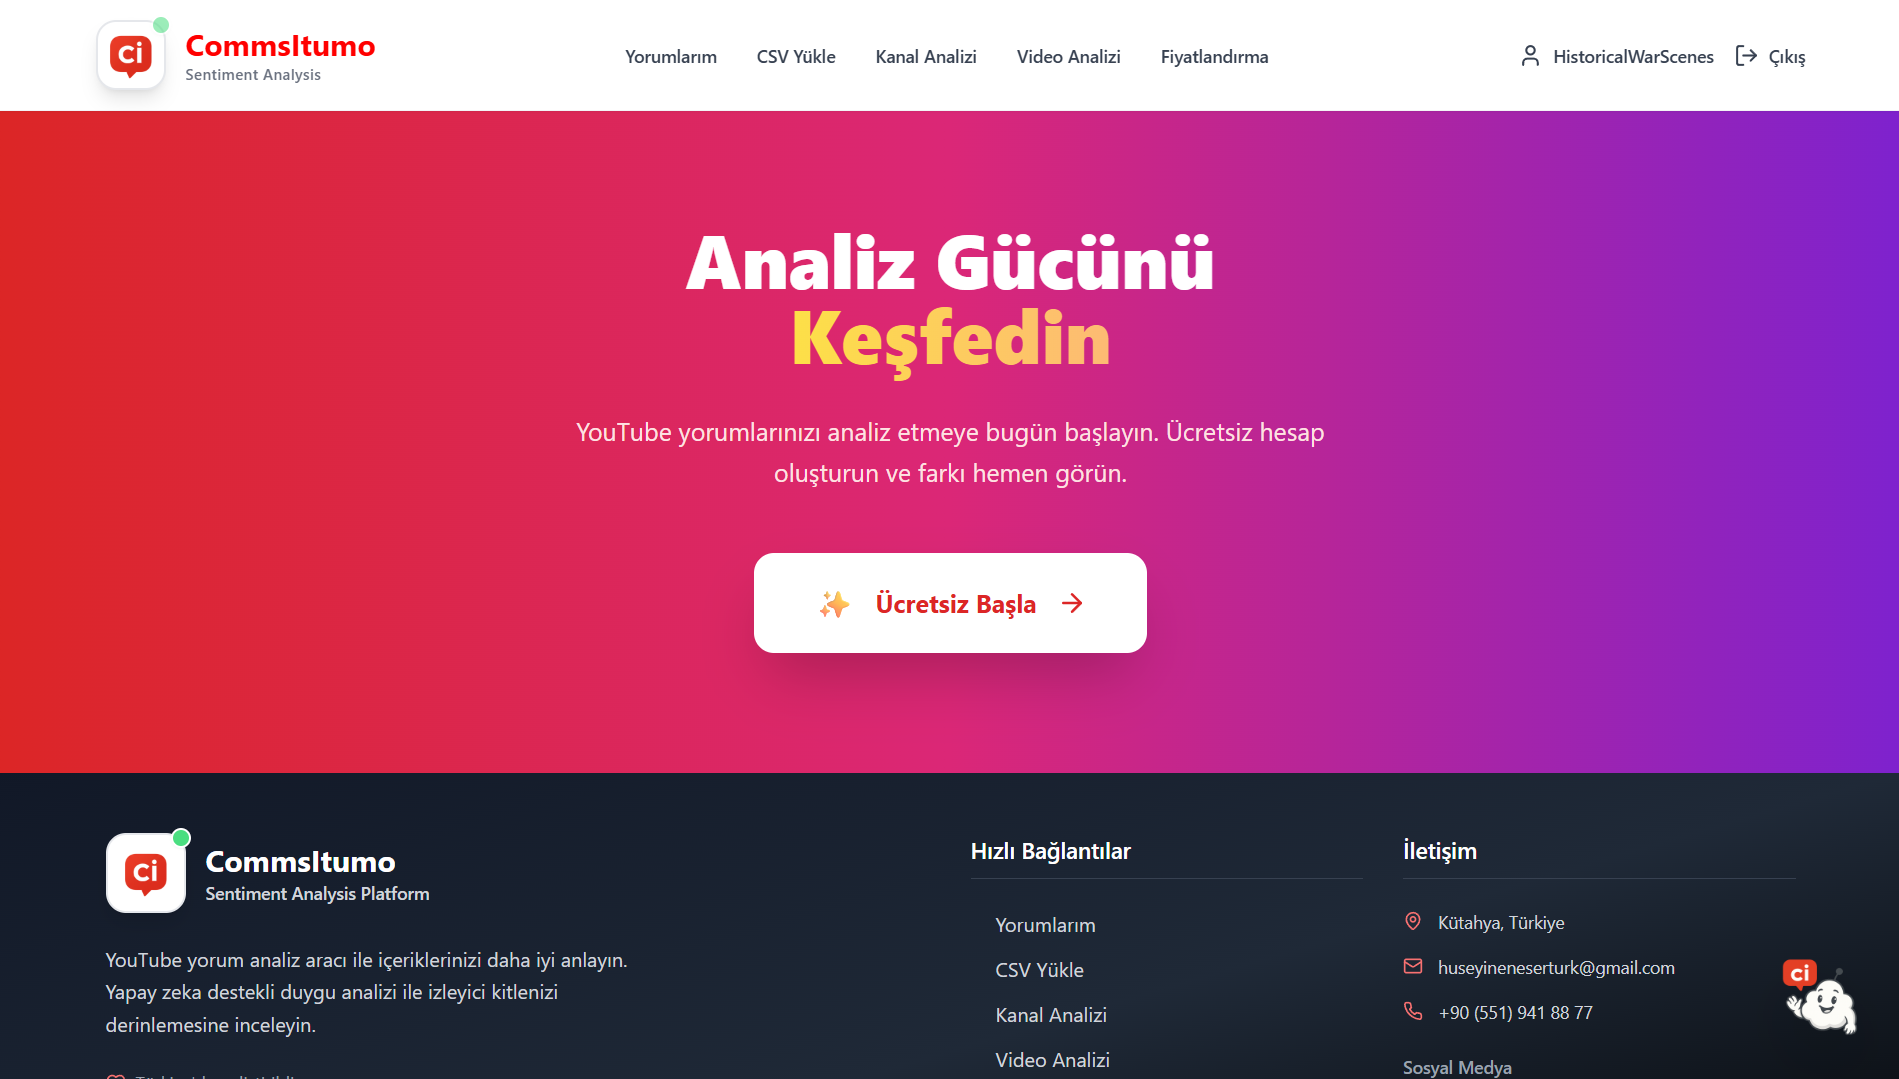 ci
CommsItumo
Sentiment Analysis
Yorumlarım
CSV Yükle
Kanal Analizi
Video Analizi
Fiyatlandırma
HistoricalWarScenes
Çıkış
Analiz Gücünü
Keşfedin
YouTube yorumlarınızı analiz etmeye bugün başlayın. Ücretsiz hesap
oluşturun ve farkı hemen görün.
Ücretsiz Başla
ci
CommsItumo
Sentiment Analysis Platform
YouTube yorum analiz aracı ile içeriklerinizi daha iyi anlayın.
Yapay zeka destekli duygu analizi ile izleyici kitlenizi
derinlemesine inceleyin.
Hızlı Bağlantılar
Yorumlarım
CSV Yükle
Kanal Analizi
Video Analizi
İletişim
Kütahya, Türkiye
huseyineneserturk@gmail.com
+90 (551) 941 88 77
Sosyal Medya
ci